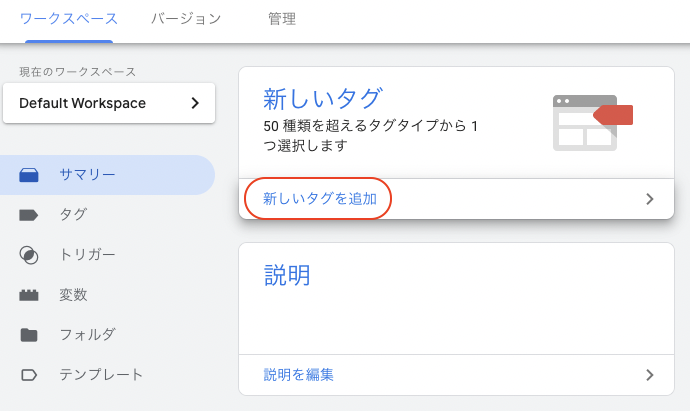 ワークスペース バージョン 管理
現在のワークスペース
Default Workspace
サマリー
タグ
トリガー
変数
フォルダ
テンプレート
新しいタグ
50 種類を超えるタグタイプから 1
つ選択します
新しいタグを追加
説明
説明を編集